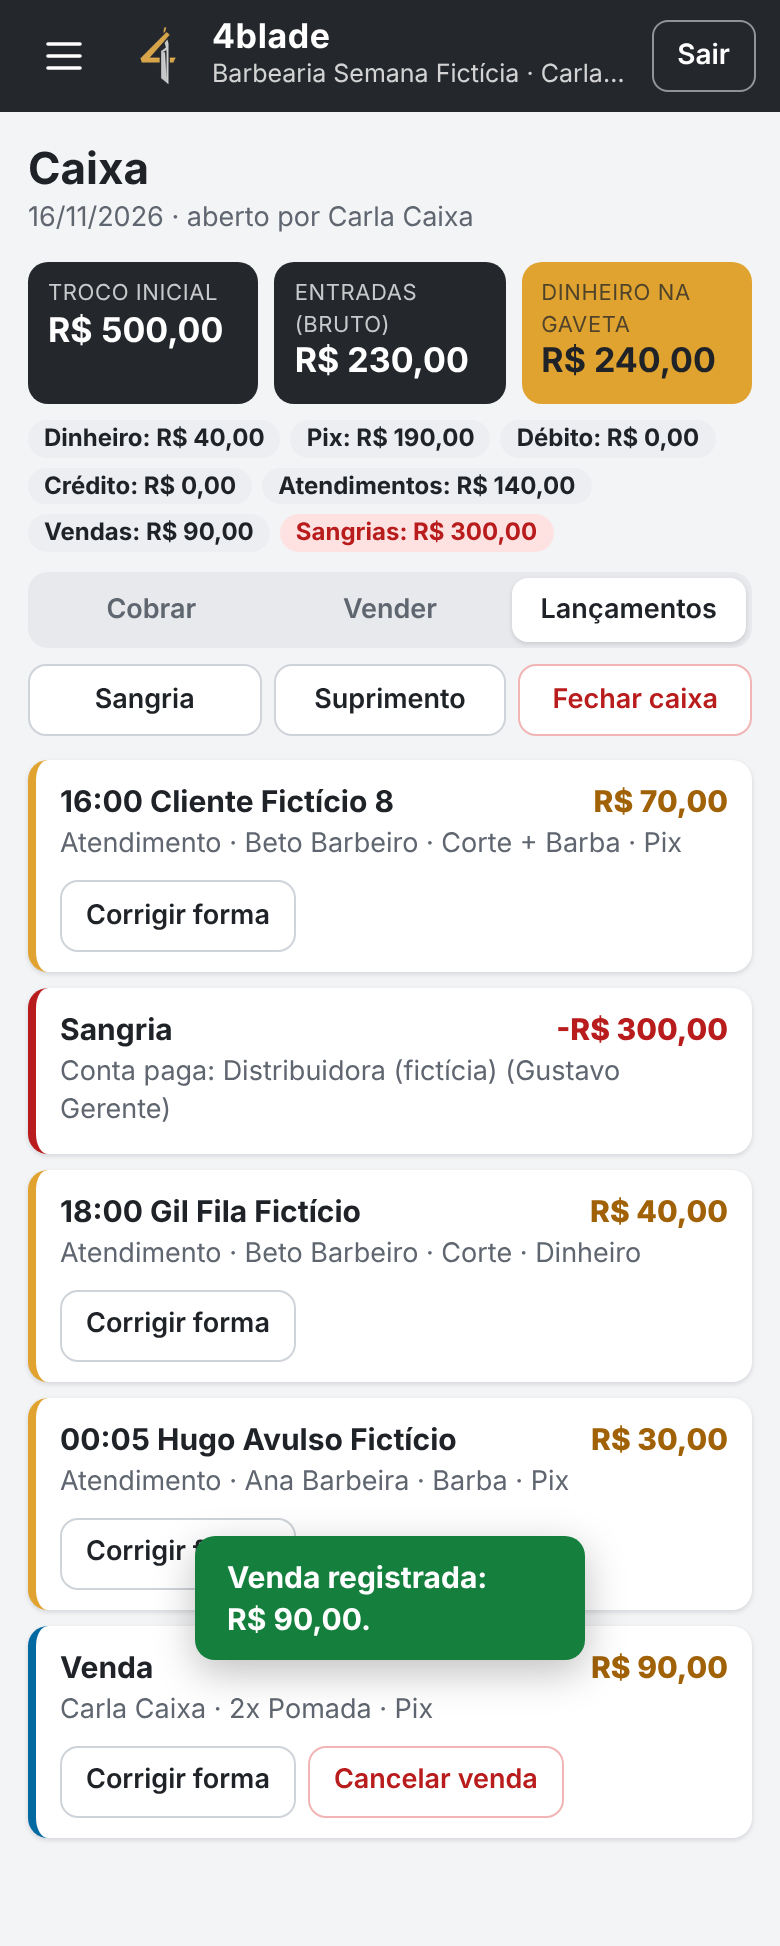 4blade
Barbearia Semana Fictícia · Carla...
Sair
Caixa
16/11/2026 · aberto por Carla Caixa
TROCO INICIAL
R$ 500,00
ENTRADAS
(BRUTO)
R$ 230,00
DINHEIRO NA
GAVETA
R$ 240,00
Dinheiro: R$ 40,00
Pix: R$ 190,00
Débito: R$ 0,00
Crédito: R$ 0,00
Atendimentos: R$ 140,00
Vendas: R$ 90,00
Sangrias: R$ 300,00
Cobrar
Vender
Lançamentos
Sangria
Suprimento
Fechar caixa
16:00 Cliente Fictício 8
R$ 70,00
Atendimento · Beto Barbeiro · Corte + Barba · Pix
Corrigir forma
Sangria
-R$ 300,00
Conta paga: Distribuidora (fictícia) (Gustavo
Gerente)
18:00 Gil Fila Fictício
R$ 40,00
Atendimento · Beto Barbeiro · Corte · Dinheiro
Corrigir forma
00:05 Hugo Avulso Fictício
R$ 30,00
Atendimento · Ana Barbeira · Barba · Pix
Corrigir
Venda registrada:
R$ 90,00.
Venda
R$ 90,00
Carla Caixa · 2x Pomada · Pix
Corrigir forma
Cancelar venda